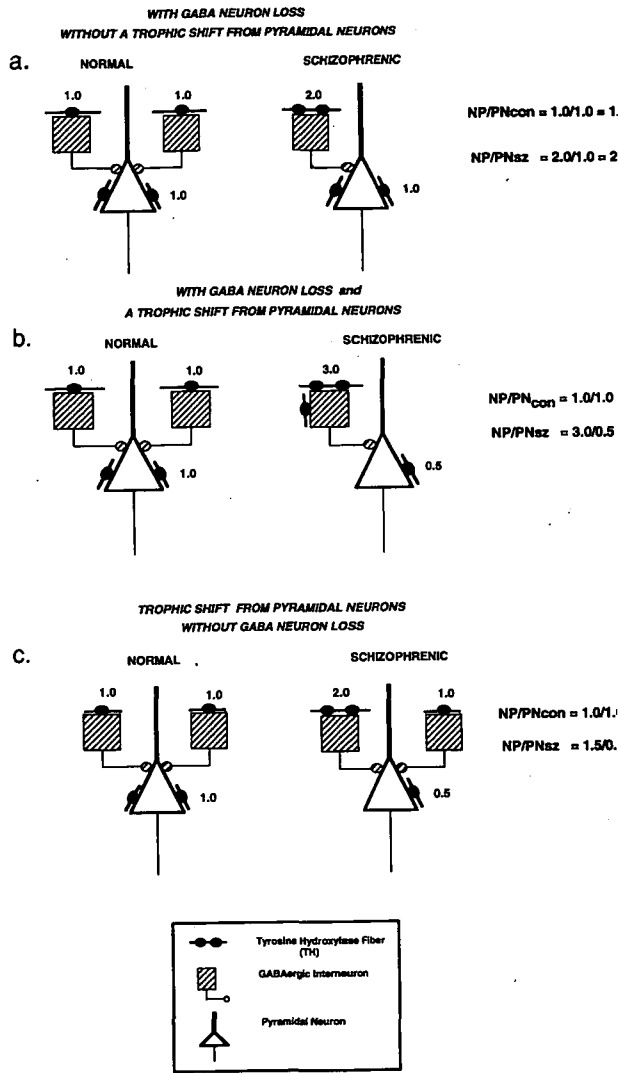 WITH GABA NEURON LOSS
WITHOUT A TROPHIC SHIFT FROM PYRAMIDAL NEURONS
a.
NORMAL
SCHIZOPHRENIC
1.0
1.0
2.0
NP/PNcon = 1.0/1.0 = 1.
NP/PNsz = 2.0/1.0 = 2
1.0
1.0
WITH GABA NEURON LOSS and
A TROPHIC SHIFT FROM PYRAMIDAL NEURONS
b.
NORMAL
SCHIZOPHRENIC
1.0
1.0
3.0
NP/PNcon = 1.0/1.0
NP/PNsz = 3.0/0.5
1.0
0.5
TROPHIC SHIFT FROM PYRAMIDAL NEURONS
WITHOUT GABA NEURON LOSS
c.
NORMAL
SCHIZOPHRENIC
1.0
1.0
2.0
1.0
NP/PNcon = 1.0/1.
NP/PNsz = 1.5/0.
1.0
0.5
Tyrosine Hydroxylase Fiber
(TH)
GABAergic Interneuron
Pyramidal Neuron